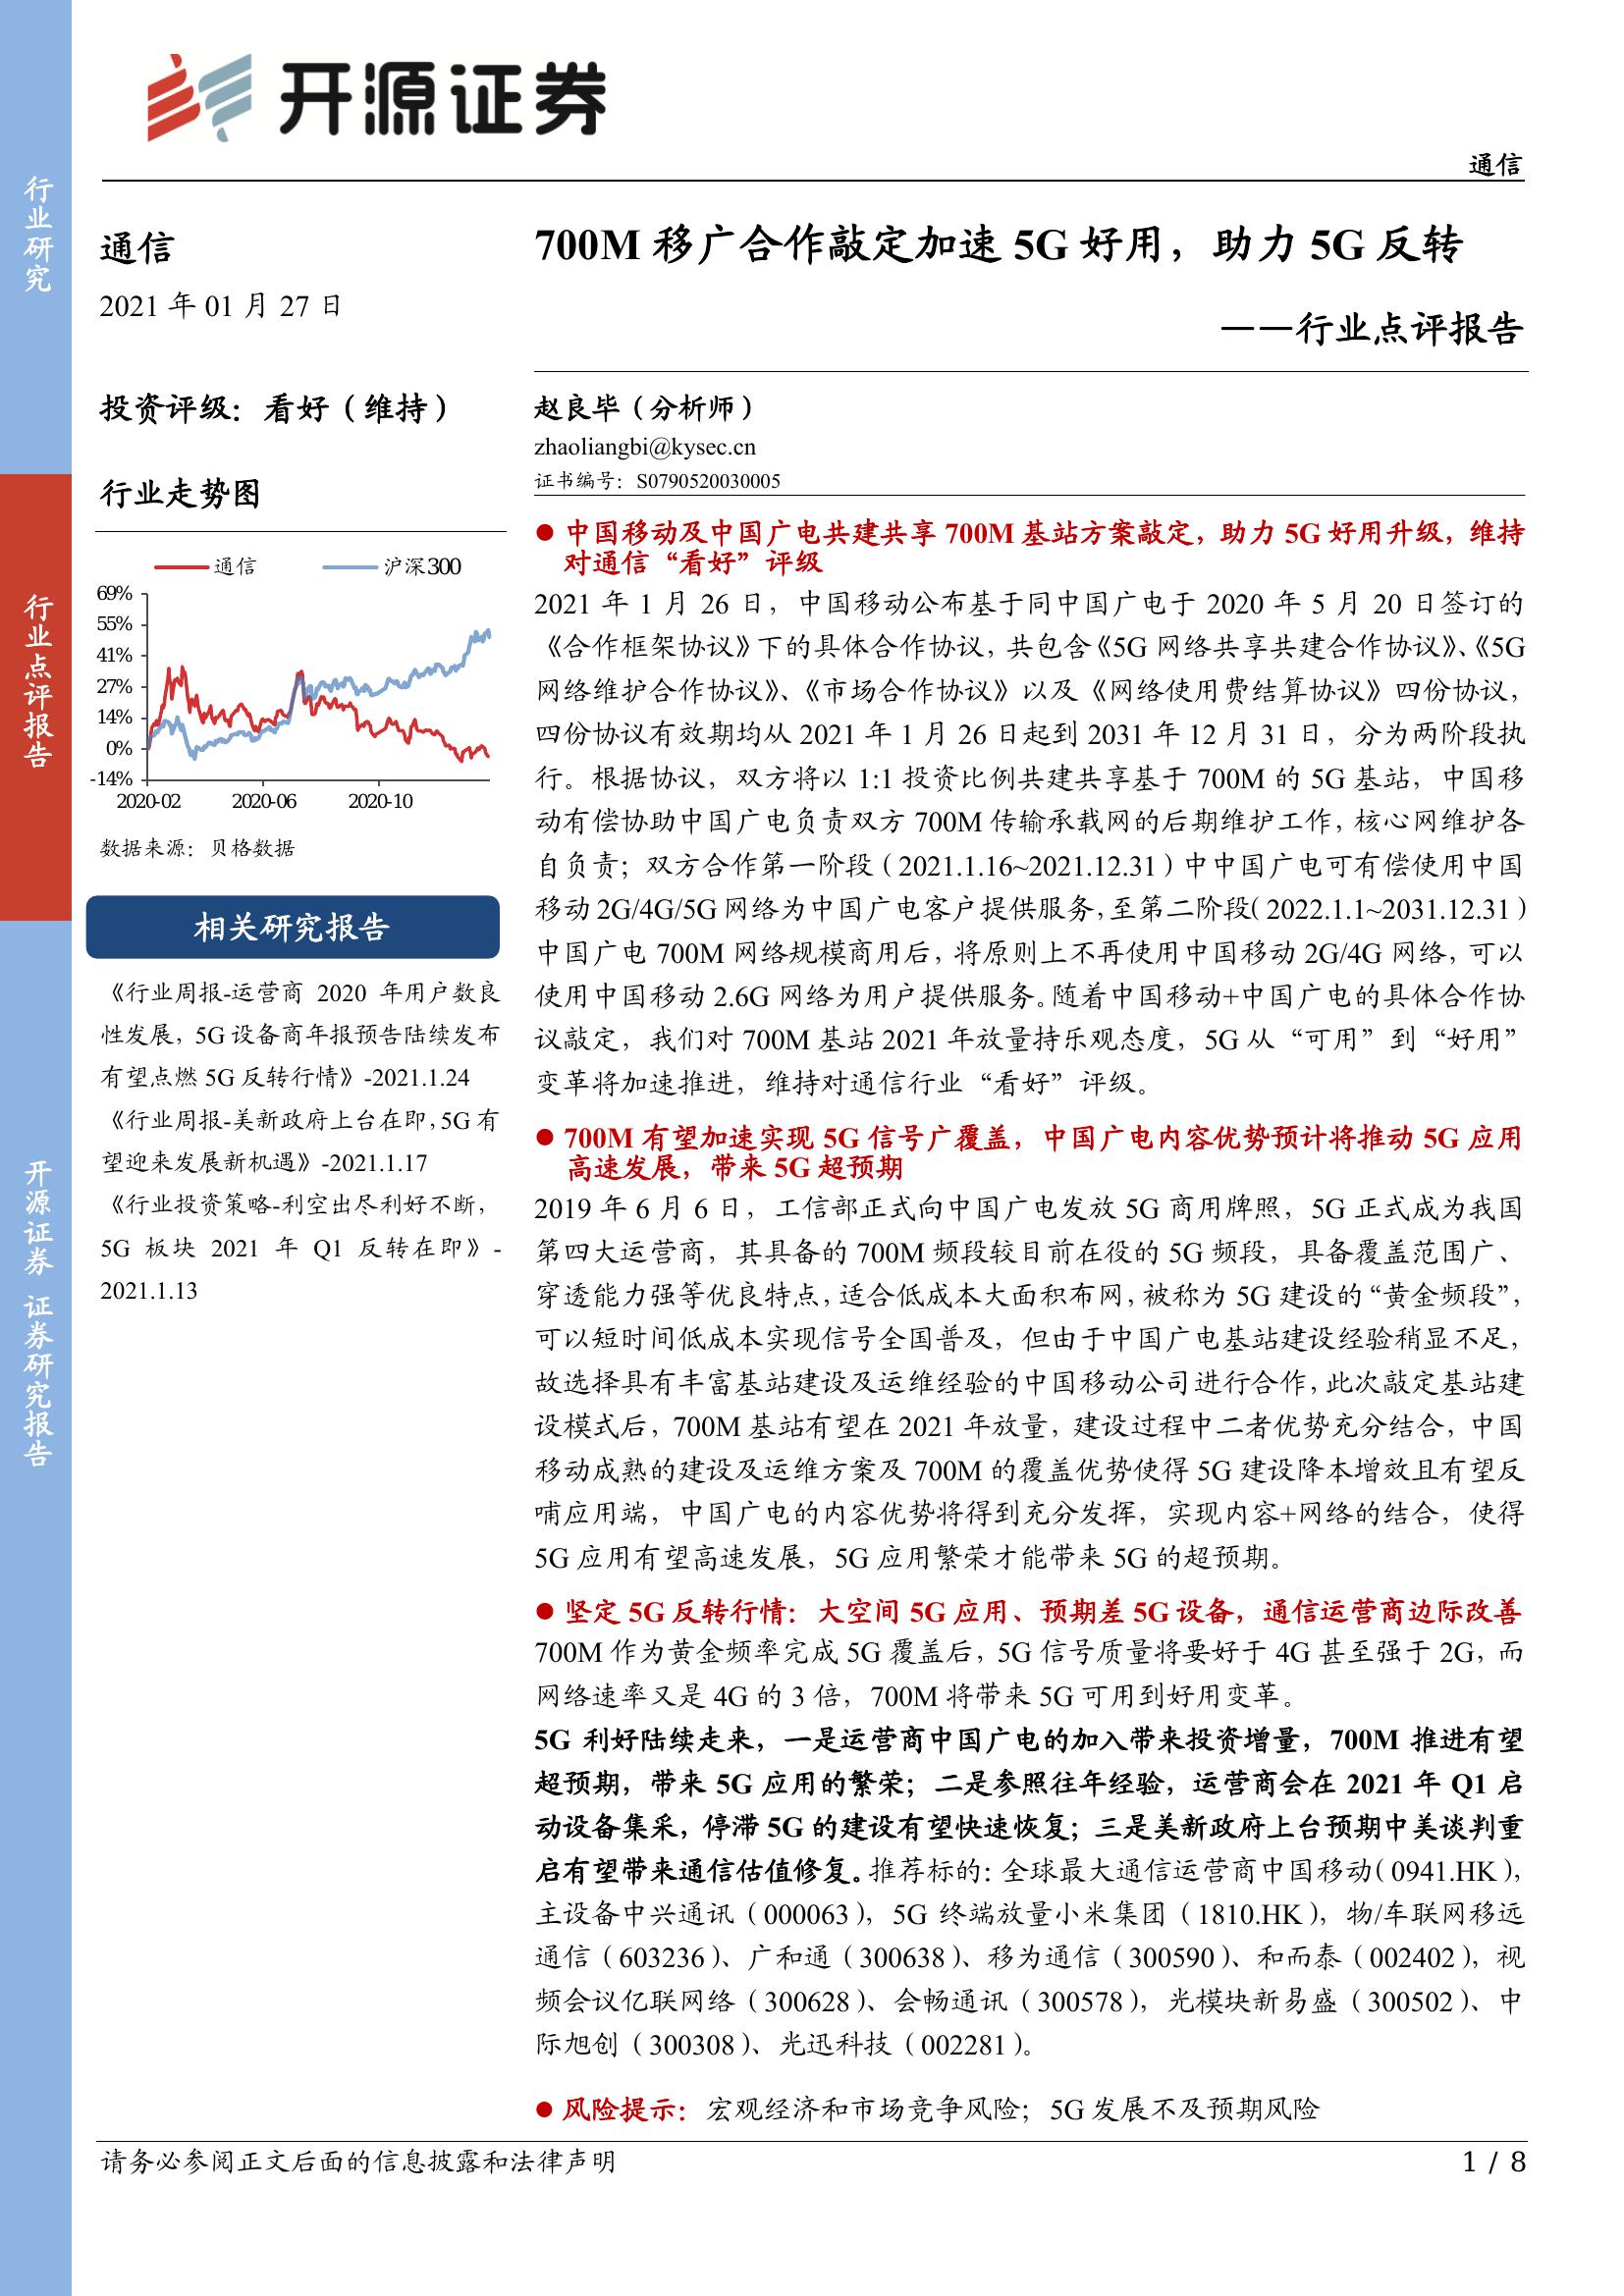 开源证券
通信
行业研究
行业点评报告
开源证券 证券研究报告
通信
2021 年 01 月 27 日
投资评级：看好（维持）
行业走势图
通信 沪深300
69%
55%
41%
27%
14%
0%
-14%
2020-02 2020-06 2020-10
数据来源：贝格数据
相关研究报告
《行业周报-运营商 2020 年用户数良
性发展，5G 设备商年报预告陆续发布
有望点燃 5G 反转行情》-2021.1.24
《行业周报-美新政府上台在即，5G 有
望迎来发展新机遇》-2021.1.17
《行业投资策略-利空出尽利好不断，
5G 板块 2021 年 Q1 反转在即》-
2021.1.13
700M 移广合作敲定加速 5G 好用，助力 5G 反转
——行业点评报告
赵良毕（分析师）
zhaoliangbi@kysec.cn
证书编号：S0790520030005
● 中国移动及中国广电共建共享 700M 基站方案敲定，助力 5G 好用升级，维持
对通信“看好”评级
2021 年 1 月 26 日，中国移动公布基于同中国广电于 2020 年 5 月 20 日签订的
《合作框架协议》下的具体合作协议，共包含《5G 网络共享共建合作协议》、《5G
网络维护合作协议》、《市场合作协议》以及《网络使用费结算协议》四份协议，
四份协议有效期均从 2021 年 1 月 26 日起到 2031 年 12 月 31 日，分为两阶段执
行。根据协议，双方将以 1:1 投资比例共建共享基于 700M 的 5G 基站，中国移
动有偿协助中国广电负责双方 700M 传输承载网的后期维护工作，核心网维护各
自负责；双方合作第一阶段（2021.1.16~2021.12.31）中中国广电可有偿使用中国
移动 2G/4G/5G 网络为中国广电客户提供服务，至第二阶段（2022.1.1~2031.12.31）
中国广电 700M 网络规模商用后，将原则上不再使用中国移动 2G/4G 网络，可以
使用中国移动 2.6G 网络为用户提供服务。随着中国移动+中国广电的具体合作协
议敲定，我们对 700M 基站 2021 年放量持乐观态度，5G 从“可用”到“好用”
变革将加速推进，维持对通信行业“看好”评级。
● 700M 有望加速实现 5G 信号广覆盖，中国广电内容优势预计将推动 5G 应用
高速发展，带来 5G 超预期
2019 年 6 月 6 日，工信部正式向中国广电发放 5G 商用牌照，5G 正式成为我国
第四大运营商，其具备的 700M 频段较目前在役的 5G 频段，具备覆盖范围广、
穿透能力强等优良特点，适合低成本大面积布网，被称为 5G 建设的“黄金频段”，
可以短时间低成本实现信号全国普及，但由于中国广电基站建设经验稍显不足，
故选择具有丰富基站建设及运维经验的中国移动公司进行合作，此次敲定基站建
设模式后，700M 基站有望在 2021 年放量，建设过程中二者优势充分结合，中国
移动成熟的建设及运维方案及 700M 的覆盖优势使得 5G 建设降本增效且有望反
哺应用端，中国广电的内容优势将得到充分发挥，实现内容+网络的结合，使得
5G 应用有望高速发展，5G 应用繁荣才能带来 5G 的超预期。
● 坚定 5G 反转行情：大空间 5G 应用、预期差 5G 设备，通信运营商边际改善
700M 作为黄金频率完成 5G 覆盖后，5G 信号质量将要好于 4G 甚至强于 2G，而
网络速率又是 4G 的 3 倍，700M 将带来 5G 可用到好用变革。
5G 利好陆续走来，一是运营商中国广电的加入带来投资增量，700M 推进有望
超预期，带来 5G 应用的繁荣；二是参照往年经验，运营商会在 2021 年 Q1 启
动设备集采，停滞 5G 的建设有望快速恢复；三是美新政府上台预期中美谈判重
启有望带来通信估值修复。推荐标的：全球最大通信运营商中国移动（0941.HK），
主设备中兴通讯（000063），5G 终端放量小米集团（1810.HK），物/车联网移远
通信（603236）、广和通（300638）、移为通信（300590）、和而泰（002402），视
频会议亿联网络（300628）、会畅通讯（300578），光模块新易盛（300502）、中
际旭创（300308）、光迅科技（002281）。
● 风险提示：宏观经济和市场竞争风险；5G 发展不及预期风险
请务必参阅正文后面的信息披露和法律声明
1 / 8